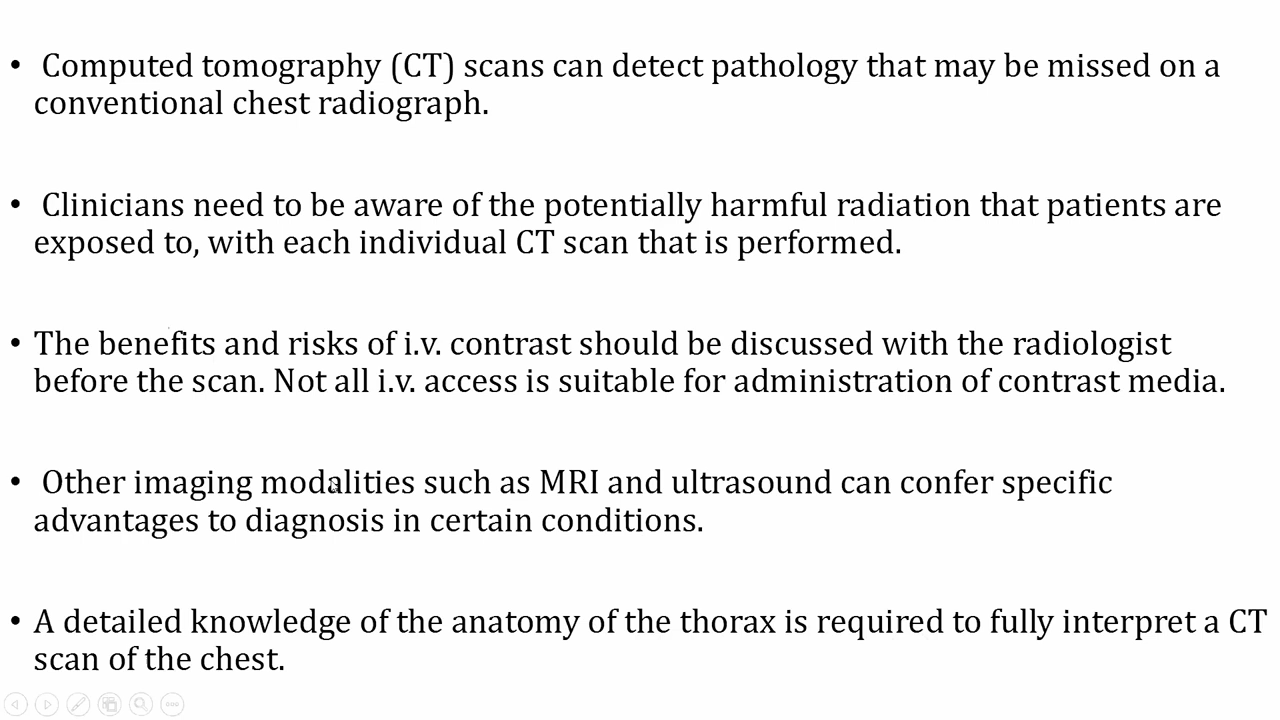 • Computed tomography (CT) scans can detect pathology that may be missed on a
conventional chest radiograph.
• Clinicians need to be aware of the potentially harmful radiation that patients are
exposed to, with each individual CT scan that is performed.
• The benefits and risks of i.v. contrast should be discussed with the radiologist
before the scan. Not all i.v. access is suitable for administration of contrast media.
• Other imaging modalities such as MRI and ultrasound can confer specific
advantages to diagnosis in certain conditions.
• A detailed knowledge of the anatomy of the thorax is required to fully interpret a CT
scan of the chest.